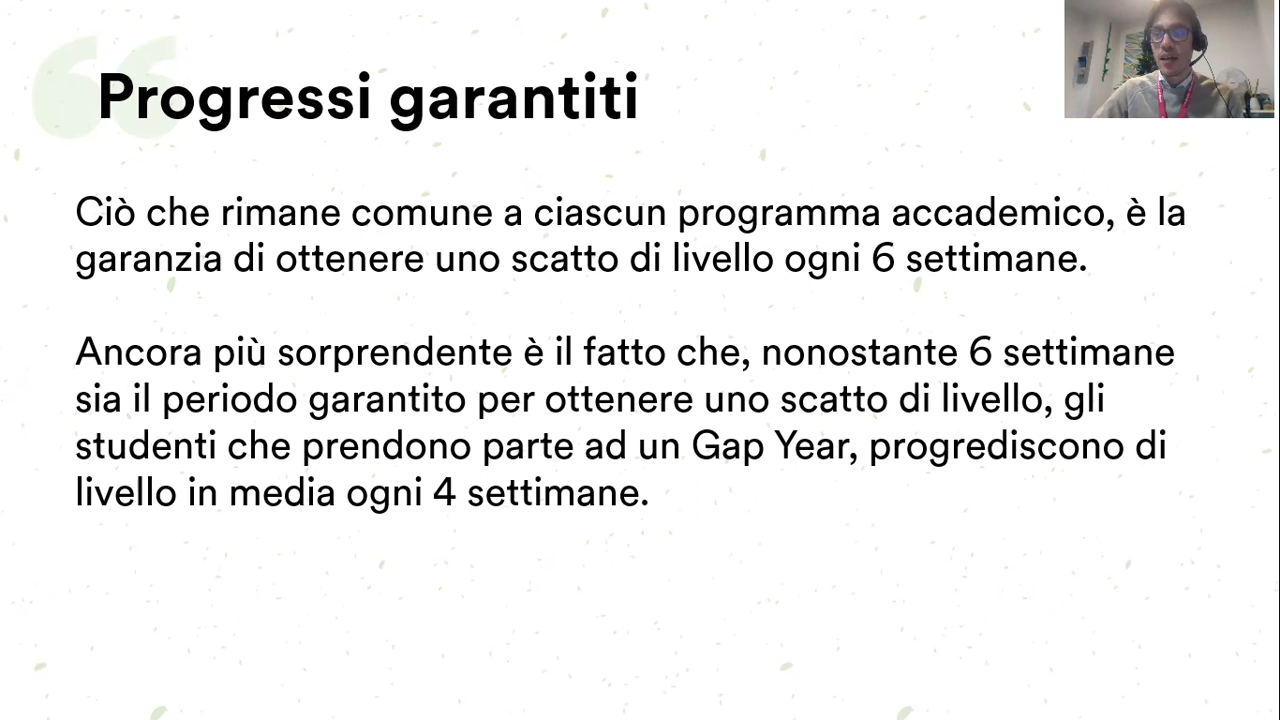 Progressi garantiti
Ciò che rimane comune a ciascun programma accademico, è la
garanzia di ottenere uno scatto di livello ogni 6 settimane.
Ancora più sorprendente è il fatto che, nonostante 6 settimane
sia il periodo garantito per ottenere uno scatto di livello, gli
studenti che prendono parte ad un Gap Year, progrediscono di
livello in media ogni 4 settimane.